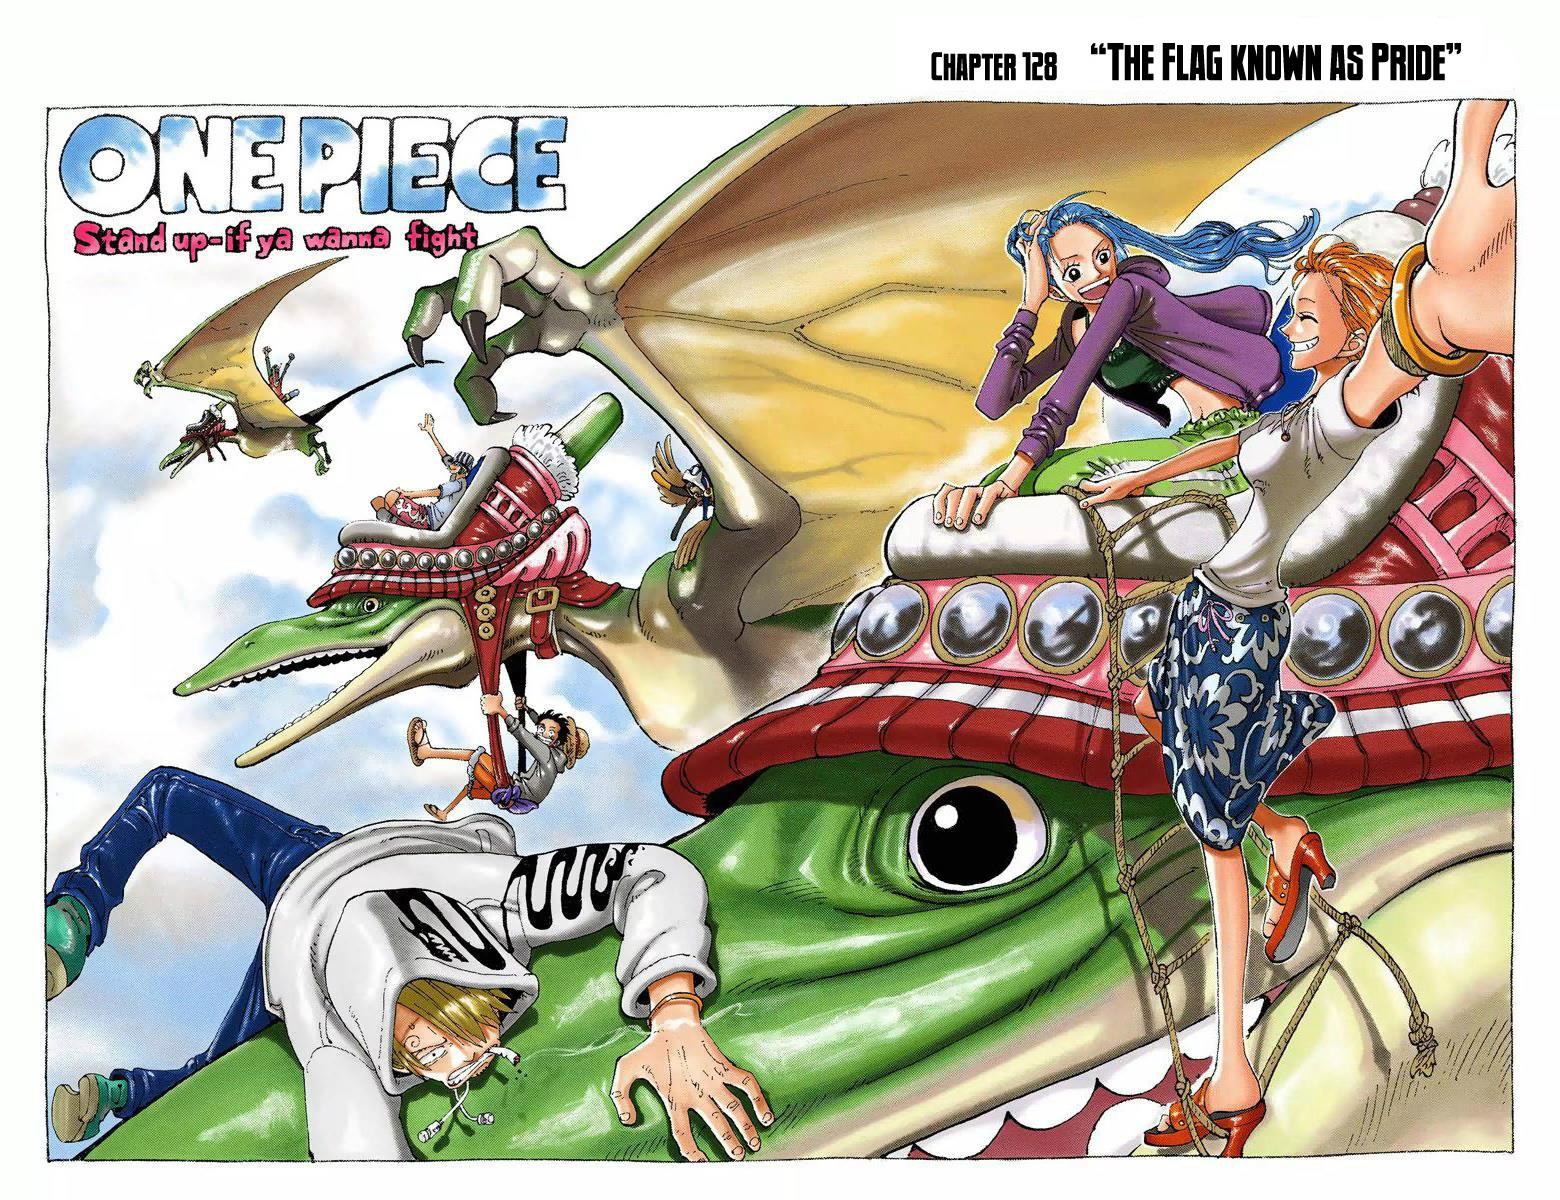 CHAPTER 128 “THE FLAG KNOWN AS PRIDE”
ONE PIECE
Stand up-if ya wanna fight